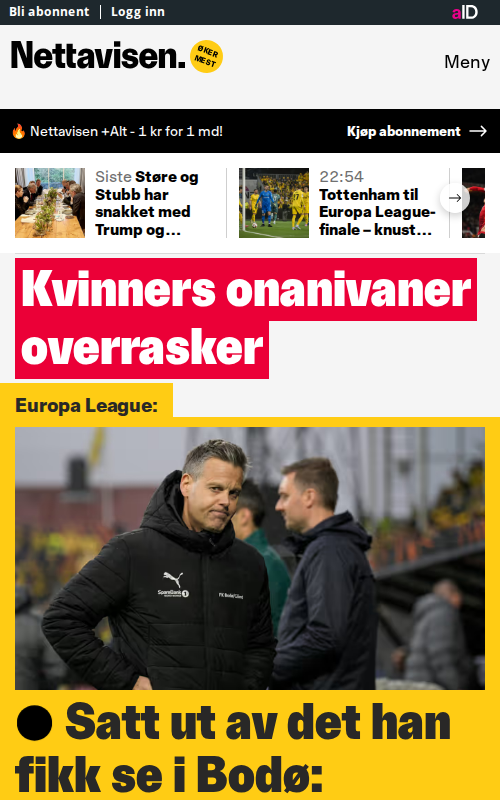 Bli abonnent
Logg inn
aID
Nettavisen.
ØKER
MEST
Meny
🔥 Nettavisen +Alt - 1 kr for 1 md!
Kjøp abonnement →
Siste Støre og
Stubb har
snakket med
Trump og...
22:54
Tottenham til
Europa League-
finale – knust...
Kvinners onanivaner
overrasker
Europa League:
SpareBank 1
FK Bodø/Glimt
Satt ut av det han
fikk se i Bodø: